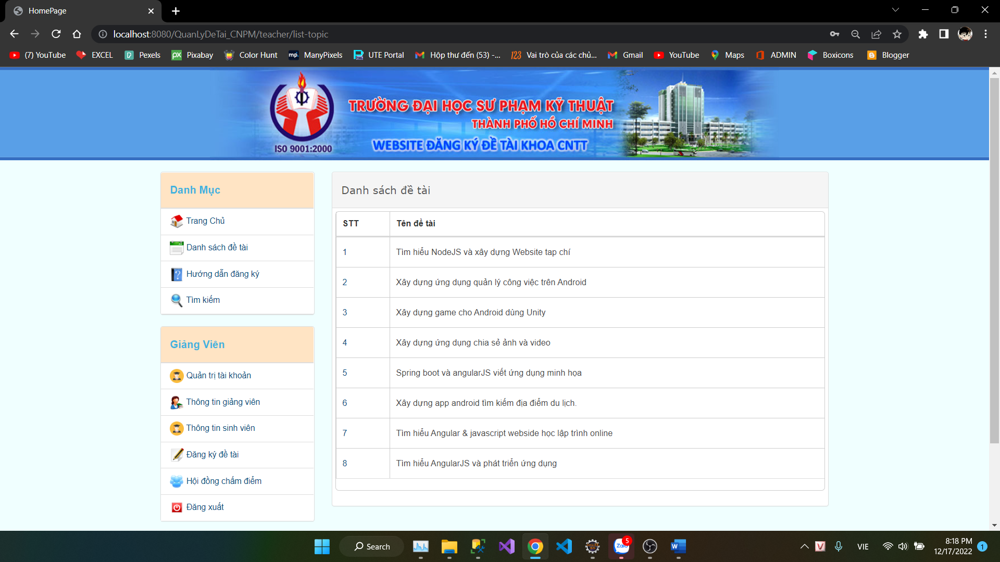 HomePage
localhost:8080/QuanLyDeTai_CNPM/teacher/list-topic
(7) YouTube EXCEL Pexels Pixabay Color Hunt ManyPixels UTE Portal Hộp thư đến (53) -... Vai trò của các chủ... Gmail YouTube Maps ADMIN Boxicons Blogger
TRƯỜNG ĐẠI HỌC SƯ PHẠM KỸ THUẬT
THÀNH PHỐ HỒ CHÍ MINH
WEBSITE ĐĂNG KÝ ĐỀ TÀI KHOA CNTT
ISO 9001:2000
Danh Mục
Trang Chủ
Danh sách đề tài
Hướng dẫn đăng ký
Tìm kiếm
Giảng Viên
Quản trị tài khoản
Thông tin giảng viên
Thông tin sinh viên
Đăng ký đề tài
Hội đồng chấm điểm
Đăng xuất
Danh sách đề tài
STT Tên đề tài
1 Tìm hiểu NodeJS và xây dựng Website tap chí
2 Xây dựng ứng dụng quản lý công việc trên Android
3 Xây dựng game cho Android dùng Unity
4 Xây dựng ứng dụng chia sẻ ảnh và video
5 Spring boot và angularJS viết ứng dụng minh họa
6 Xây dựng app android tìm kiếm địa điểm du lịch.
7 Tìm hiểu Angular & javascript webside học lập trình online
8 Tìm hiểu AngularJS và phát triển ứng dụng
Search
Zalo
5
VIE
8:18 PM
12/17/2022
1